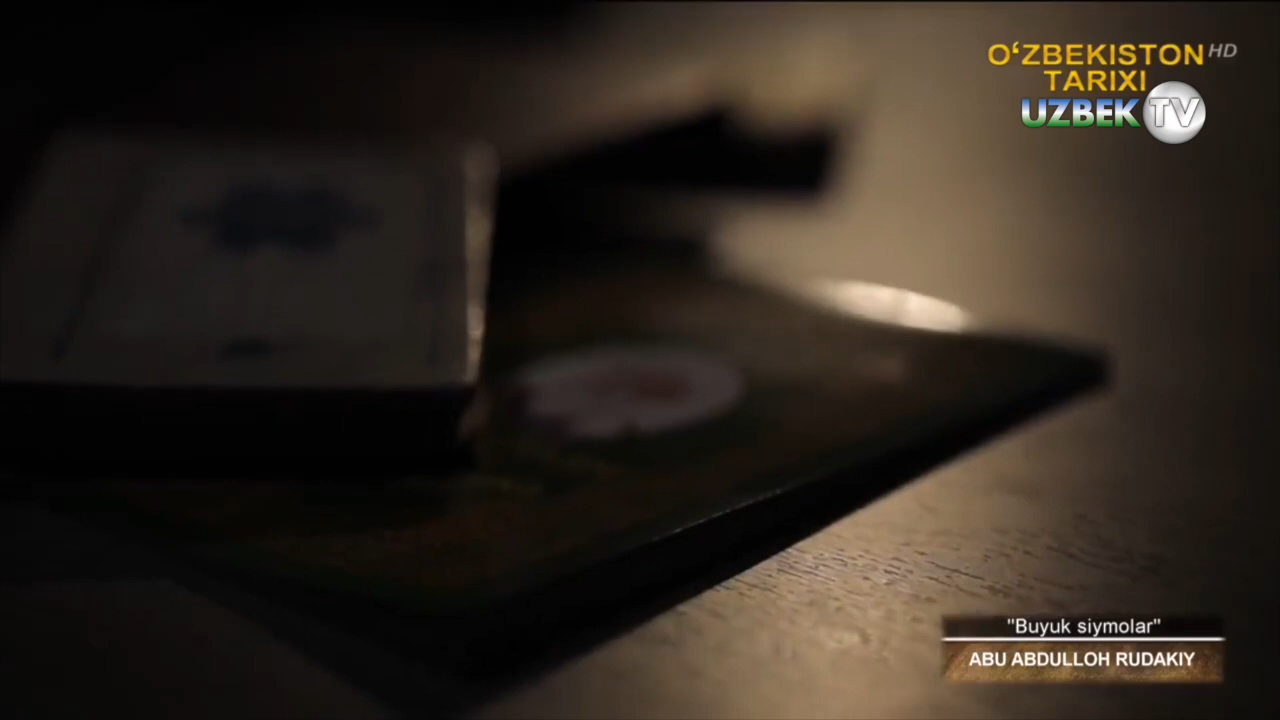 O‘ZBEKISTON HD
TARIXI
UZBEK TV
"Buyuk siymolar"
ABU ABDULLOH RUDAKIY